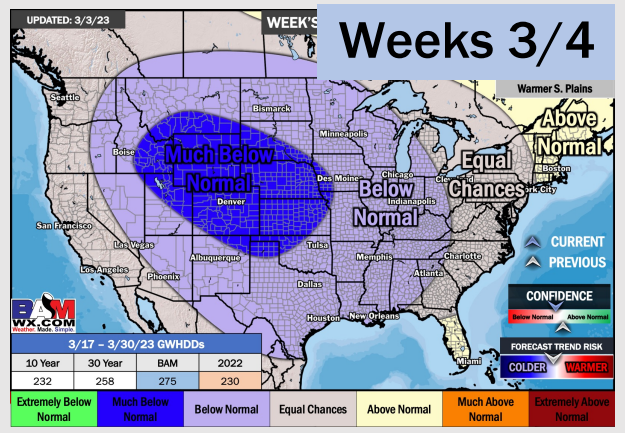 UPDATED: 3/3/23
WEEK'S
Weeks 3/4
Warmer S. Plains
Seattle
Bismarck
Above
Normal
Minneapolis
Boise
Much Below
Normal
Equal
Chances
Boston
Des Moine
Chicago
Below
Normal
Indianapolis
ork City
Denver
San Francisco
Las Vegas
Tulsa
CURRENT
Albuquerque
Memphis
Charlotte
PREVIOUS
Los Angeles
Phoenix
Dallas
Atlanta
CONFIDENCE
Below Normal
Above Normal
BAM
WX.COM
Weather. Made. Simple.
Houston
New Orleans
3/17 – 3/30/23 GWHDDs
FORECAST TREND RISK
COLDER
WARMER
Miami
10 Year 30 Year BAM 2022
232 258 275 230
Extremely Below
Normal
Much Below
Normal
Below Normal
Equal Chances
Above Normal
Much Above
Normal
Extremely Above
Normal